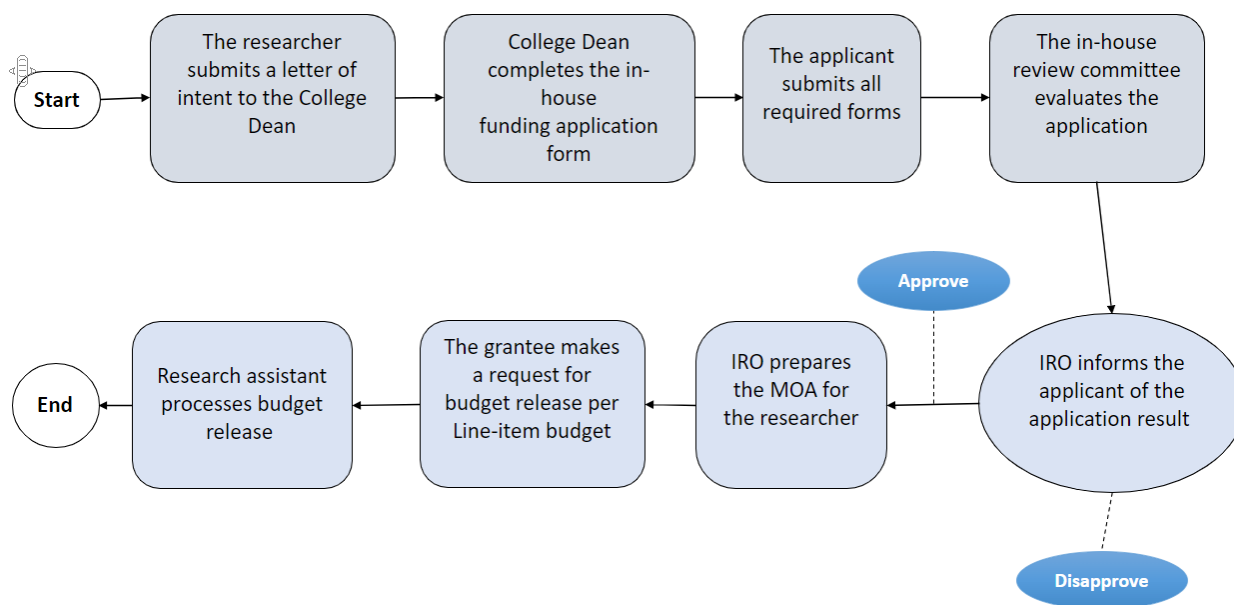 Start
The researcher
submits a letter of
intent to the College
Dean
College Dean
completes the in-
house
funding application
form
The applicant
submits all
required forms
The in-house
review committee
evaluates the
application
Approve
IRO informs the
applicant of the
application result
Disapprove
IRO prepares
the MOA for
the researcher
The grantee makes
a request for
budget release per
Line-item budget
Research assistant
processes budget
release
End